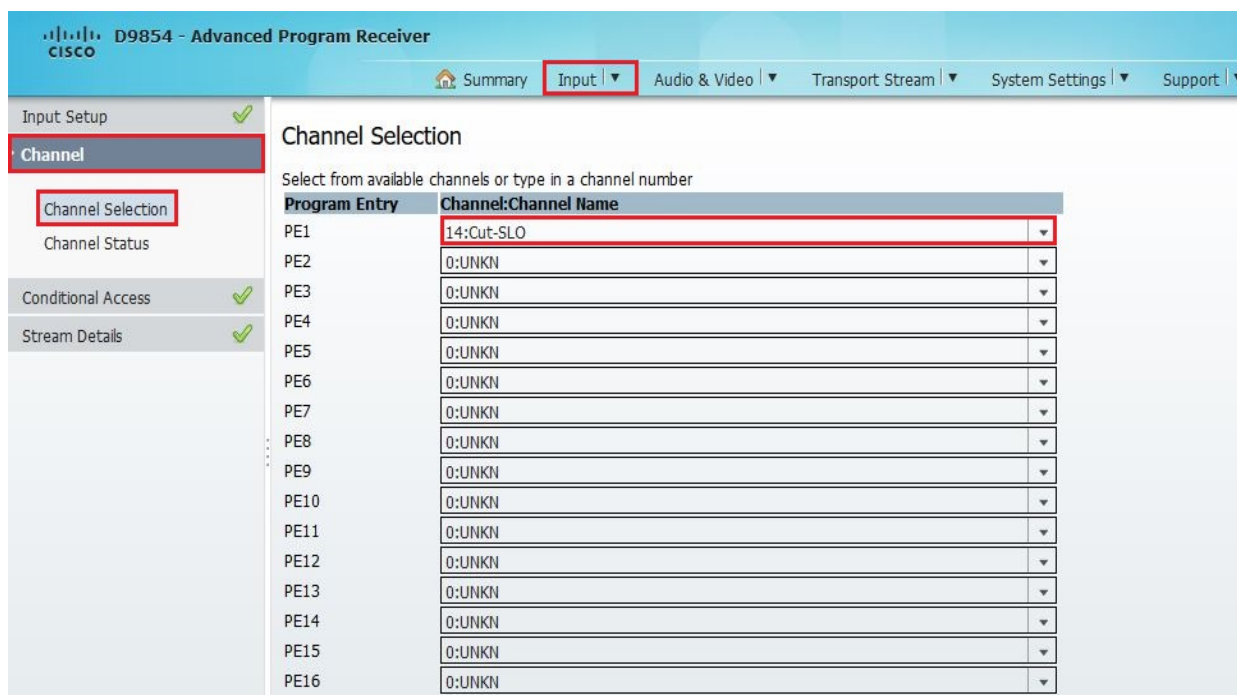 CISCO D9854 - Advanced Program Receiver
Summary Input Audio & Video Transport Stream System Settings Support
Input Setup
Channel
Channel Selection
Channel Status
Conditional Access
Stream Details
Channel Selection
Select from available channels or type in a channel number
Program Entry Channel:Channel Name
PE1 14:Cut-SLO
PE2 0:UNKN
PE3 0:UNKN
PE4 0:UNKN
PE5 0:UNKN
PE6 0:UNKN
PE7 0:UNKN
PE8 0:UNKN
PE9 0:UNKN
PE10 0:UNKN
PE11 0:UNKN
PE12 0:UNKN
PE13 0:UNKN
PE14 0:UNKN
PE15 0:UNKN
PE16 0:UNKN